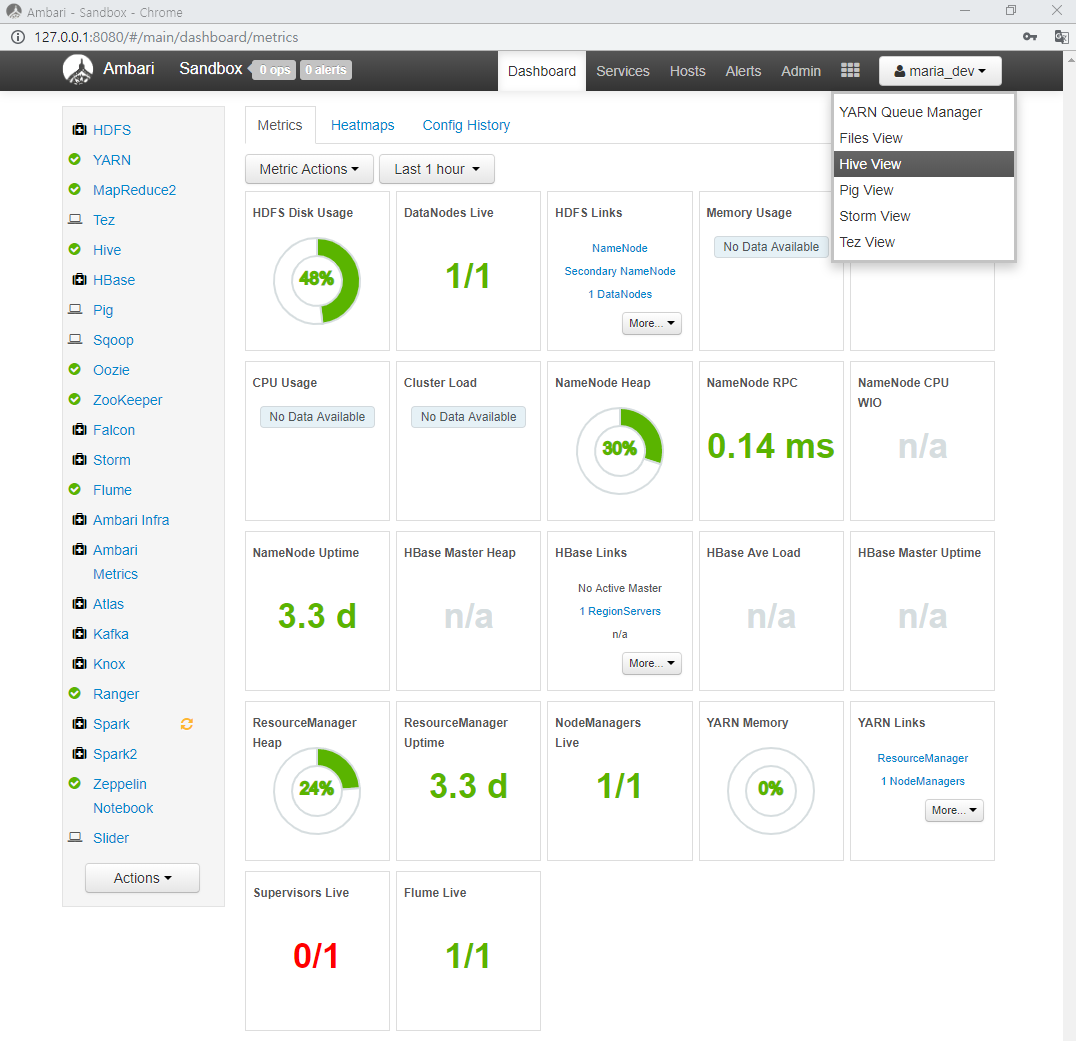 Ambari - Sandbox - Chrome
127.0.0.1:8080/#/main/dashboard/metrics
Ambari Sandbox 0 ops 0 alerts Dashboard Services Hosts Alerts Admin maria_dev
YARN Queue Manager
Files View
Hive View
Pig View
Storm View
Tez View
HDFS
YARN
MapReduce2
Tez
Hive
HBase
Pig
Sqoop
Oozie
ZooKeeper
Falcon
Storm
Flume
Ambari Infra
Ambari
Metrics
Atlas
Kafka
Knox
Ranger
Spark
Spark2
Zeppelin
Notebook
Slider
Actions
Metrics Heatmaps Config History
Metric Actions Last 1 hour
HDFS Disk Usage
48%
DataNodes Live
1/1
HDFS Links
NameNode
Secondary NameNode
1 DataNodes
More...
Memory Usage
No Data Available
CPU Usage
No Data Available
Cluster Load
No Data Available
NameNode Heap
30%
NameNode RPC
0.14 ms
NameNode CPU
WIO
n/a
NameNode Uptime
3.3 d
HBase Master Heap
n/a
HBase Links
No Active Master
1 RegionServers
n/a
More...
HBase Ave Load
n/a
HBase Master Uptime
n/a
ResourceManager
Heap
24%
ResourceManager
Uptime
3.3 d
NodeManagers
Live
1/1
YARN Memory
0%
YARN Links
ResourceManager
1 NodeManagers
More...
Supervisors Live
0/1
Flume Live
1/1